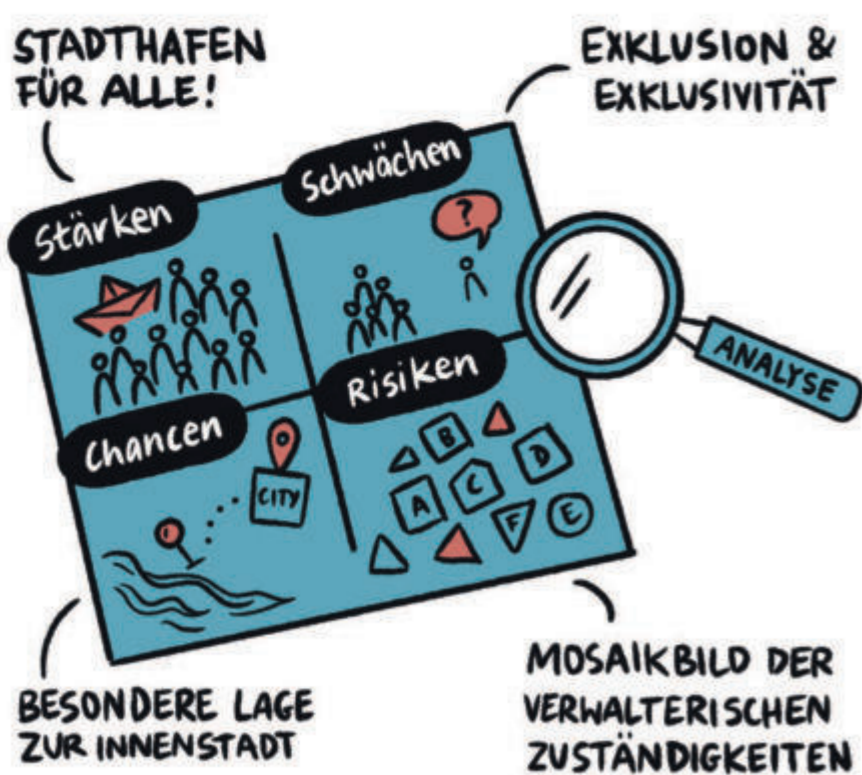 STADTHAFEN
FÜR ALLE!
EXKLUSION &
EXKLUSIVITÄT
Stärken
Schwächen
?
ANALYSE
Chancen
Risiken
CITY
B
D
A
C
F
E
BESONDERE LAGE
ZUR INNENSTADT
MOSAIKBILD DER
VERWALTERISCHEN
ZUSTÄNDIGKEITEN